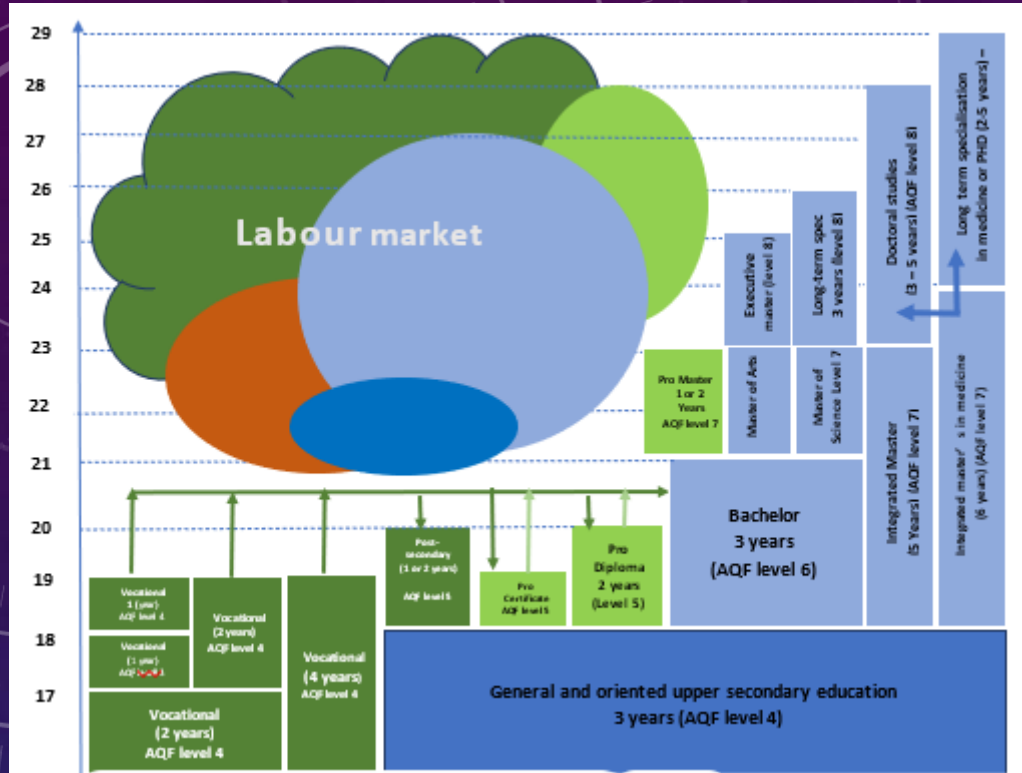 29
28
27
26
25
24
23
22
21
20
19
18
17
Labour market
Vocational
1 (year)
AQF level 4
Vocational
(1 year)
AQF
Vocational
(2 years)
AQF level 4
Vocational
(4 years)
AQF level 4
Vocational
(2 years)
AQF level 4
Post-
secondary
(1 or 2 years)
AQF level 5
Pro
Certificate
AQF level 5
Pro
Diploma
2 years
(Level 5)
Bachelor
3 years
(AQF level 6)
General and oriented upper secondary education
3 years (AQF level 4)
Pro Master
1 or 2
Years
AQF level 7
Master of Arts
Executive
master (level 8)
Master of
Science Level 7
Long-term spec
3 years (level 8)
Integrated Master
(5 Years) (AQF level 7)
Doctoral studies
(3 – 5 years) (AQF level 8)
Integrated master's in medicine
(6 years) (AQF level 7)
Long term specialisation
in medicine or PHD (2-5 years) –